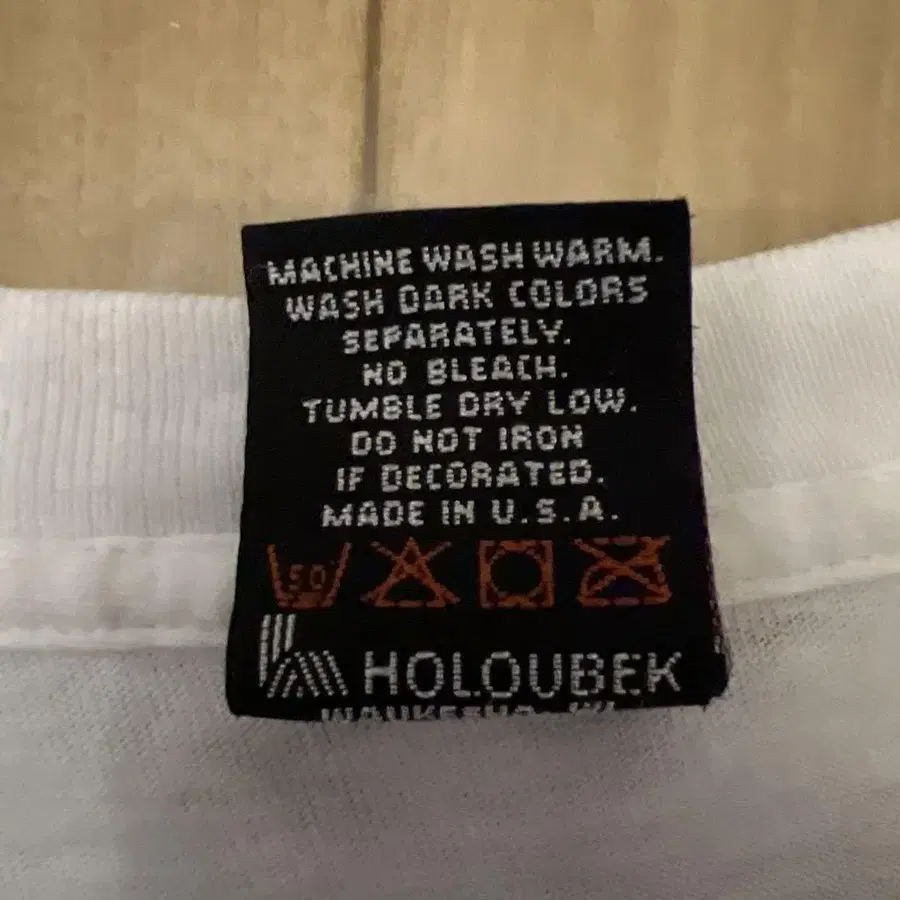 MACHINE WASH WARM.
WASH DARK COLORS
SEPARATELY.
NO BLEACH.
TUMBLE DRY LOW.
DO NOT IRON
IF DECORATED.
MADE IN U.S.A.
50
HOLOUBEK